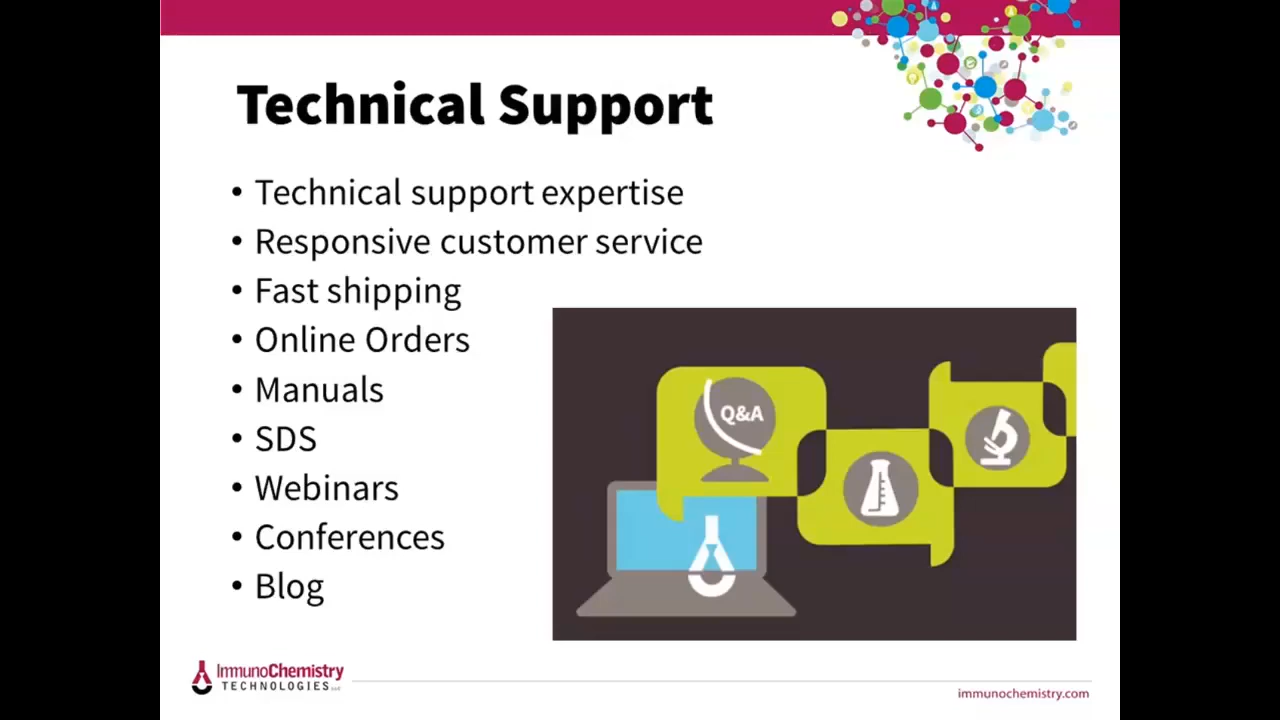 Technical Support
• Technical support expertise
• Responsive customer service
• Fast shipping
• Online Orders
• Manuals
• SDS
• Webinars
• Conferences
• Blog
Q&A
ImmunoChemistry
TECHNOLOGIES
immunochemistry.com